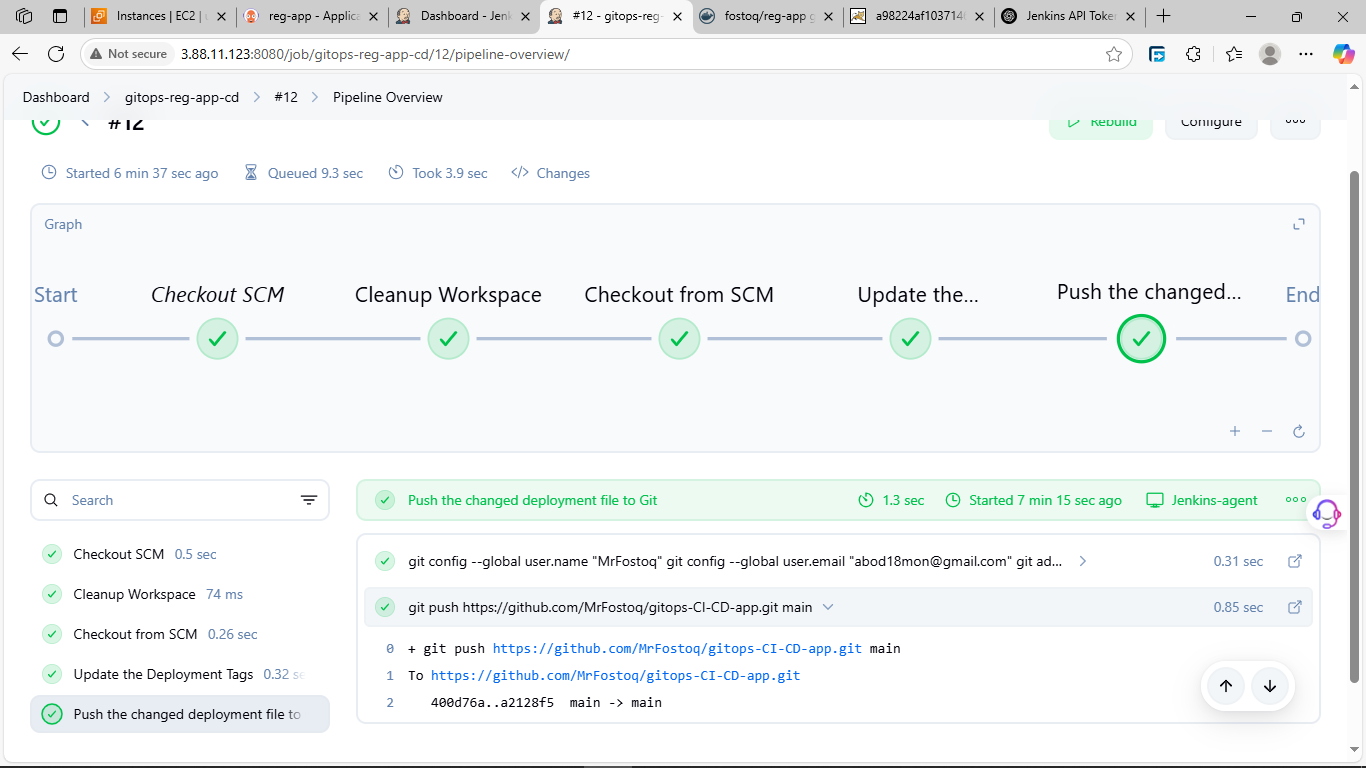 Instances | EC2 | U
reg-app - Applica
Dashboard - Jenk
#12 - gitops-reg-
fostoq/reg-app g
a98224af103714
Jenkins API Toke
Not secure
3.88.11.123:8080/job/gitops-reg-app-cd/12/pipeline-overview/
Dashboard > gitops-reg-app-cd > #12 > Pipeline Overview
#12
Rebuild
Configure
Started 6 min 37 sec ago
Queued 9.3 sec
Took 3.9 sec
Changes
Graph
Start
Checkout SCM
Cleanup Workspace
Checkout from SCM
Update the...
Push the changed...
End
Search
Checkout SCM 0.5 sec
Cleanup Workspace 74 ms
Checkout from SCM 0.26 sec
Update the Deployment Tags 0.32 se
Push the changed deployment file to
Push the changed deployment file to Git
1.3 sec
Started 7 min 15 sec ago
Jenkins-agent
git config --global user.name "MrFostoq" git config --global user.email "abod18mon@gmail.com" git ad...
0.31 sec
git push https://github.com/MrFostoq/gitops-CI-CD-app.git main
0.85 sec
0 + git push https://github.com/MrFostoq/gitops-CI-CD-app.git main
1 To https://github.com/MrFostoq/gitops-CI-CD-app.git
2 400d76a..a2128f5 main -> main